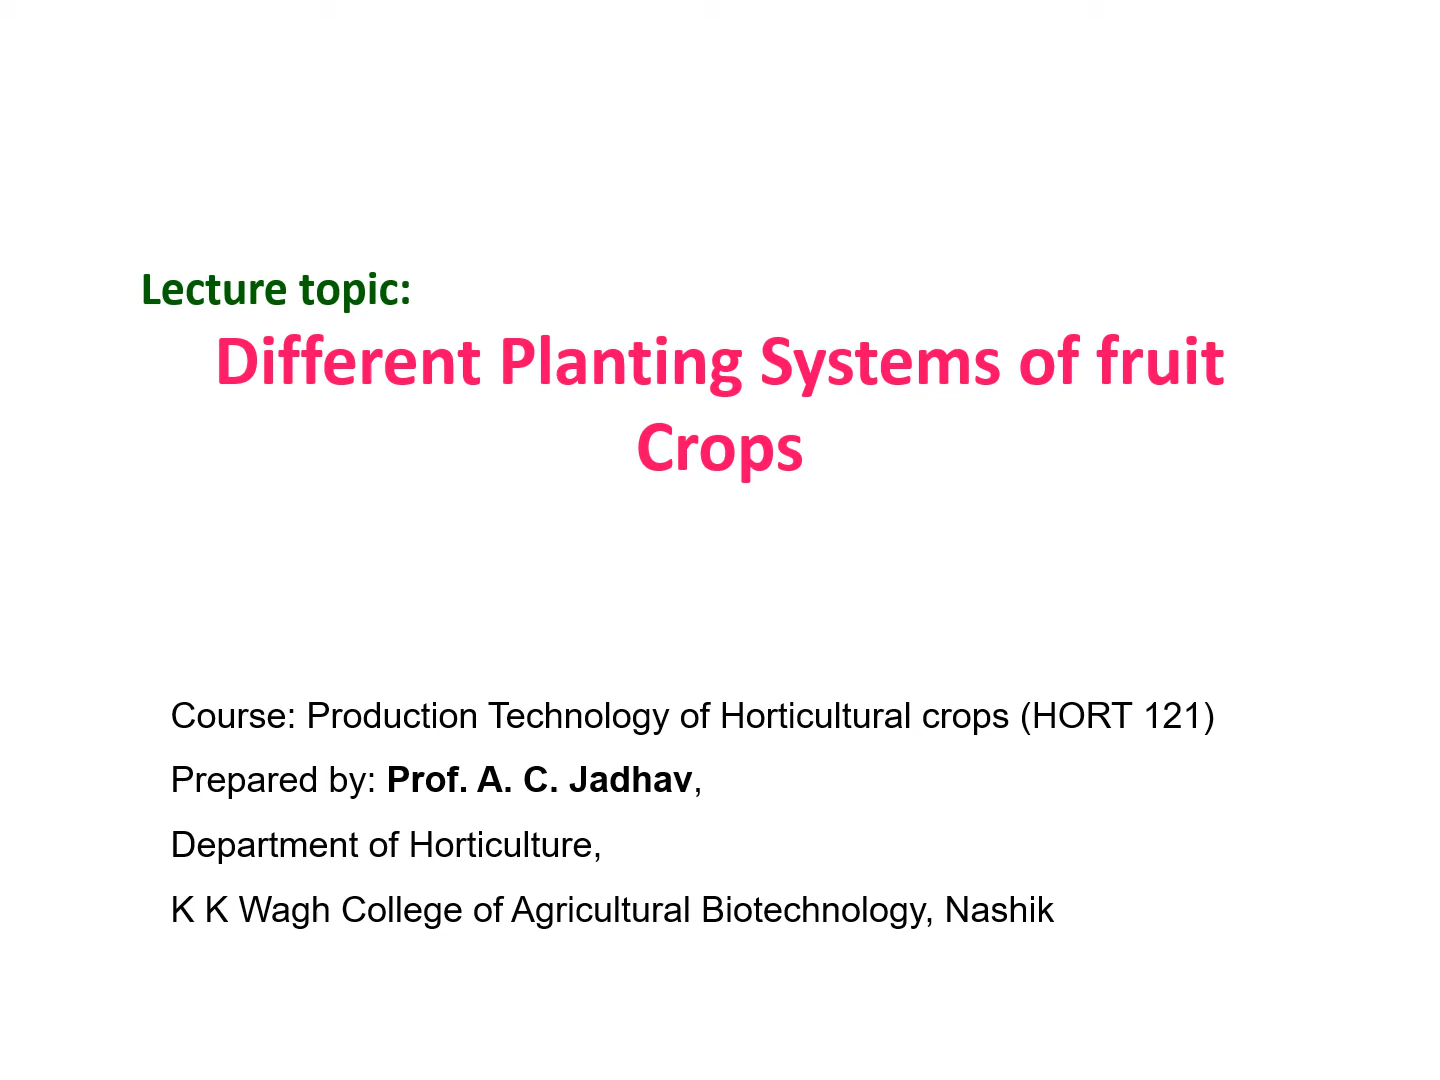 Lecture topic:
Different Planting Systems of fruit
Crops
Course: Production Technology of Horticultural crops (HORT 121)
Prepared by: Prof. A. C. Jadhav,
Department of Horticulture,
K K Wagh College of Agricultural Biotechnology, Nashik